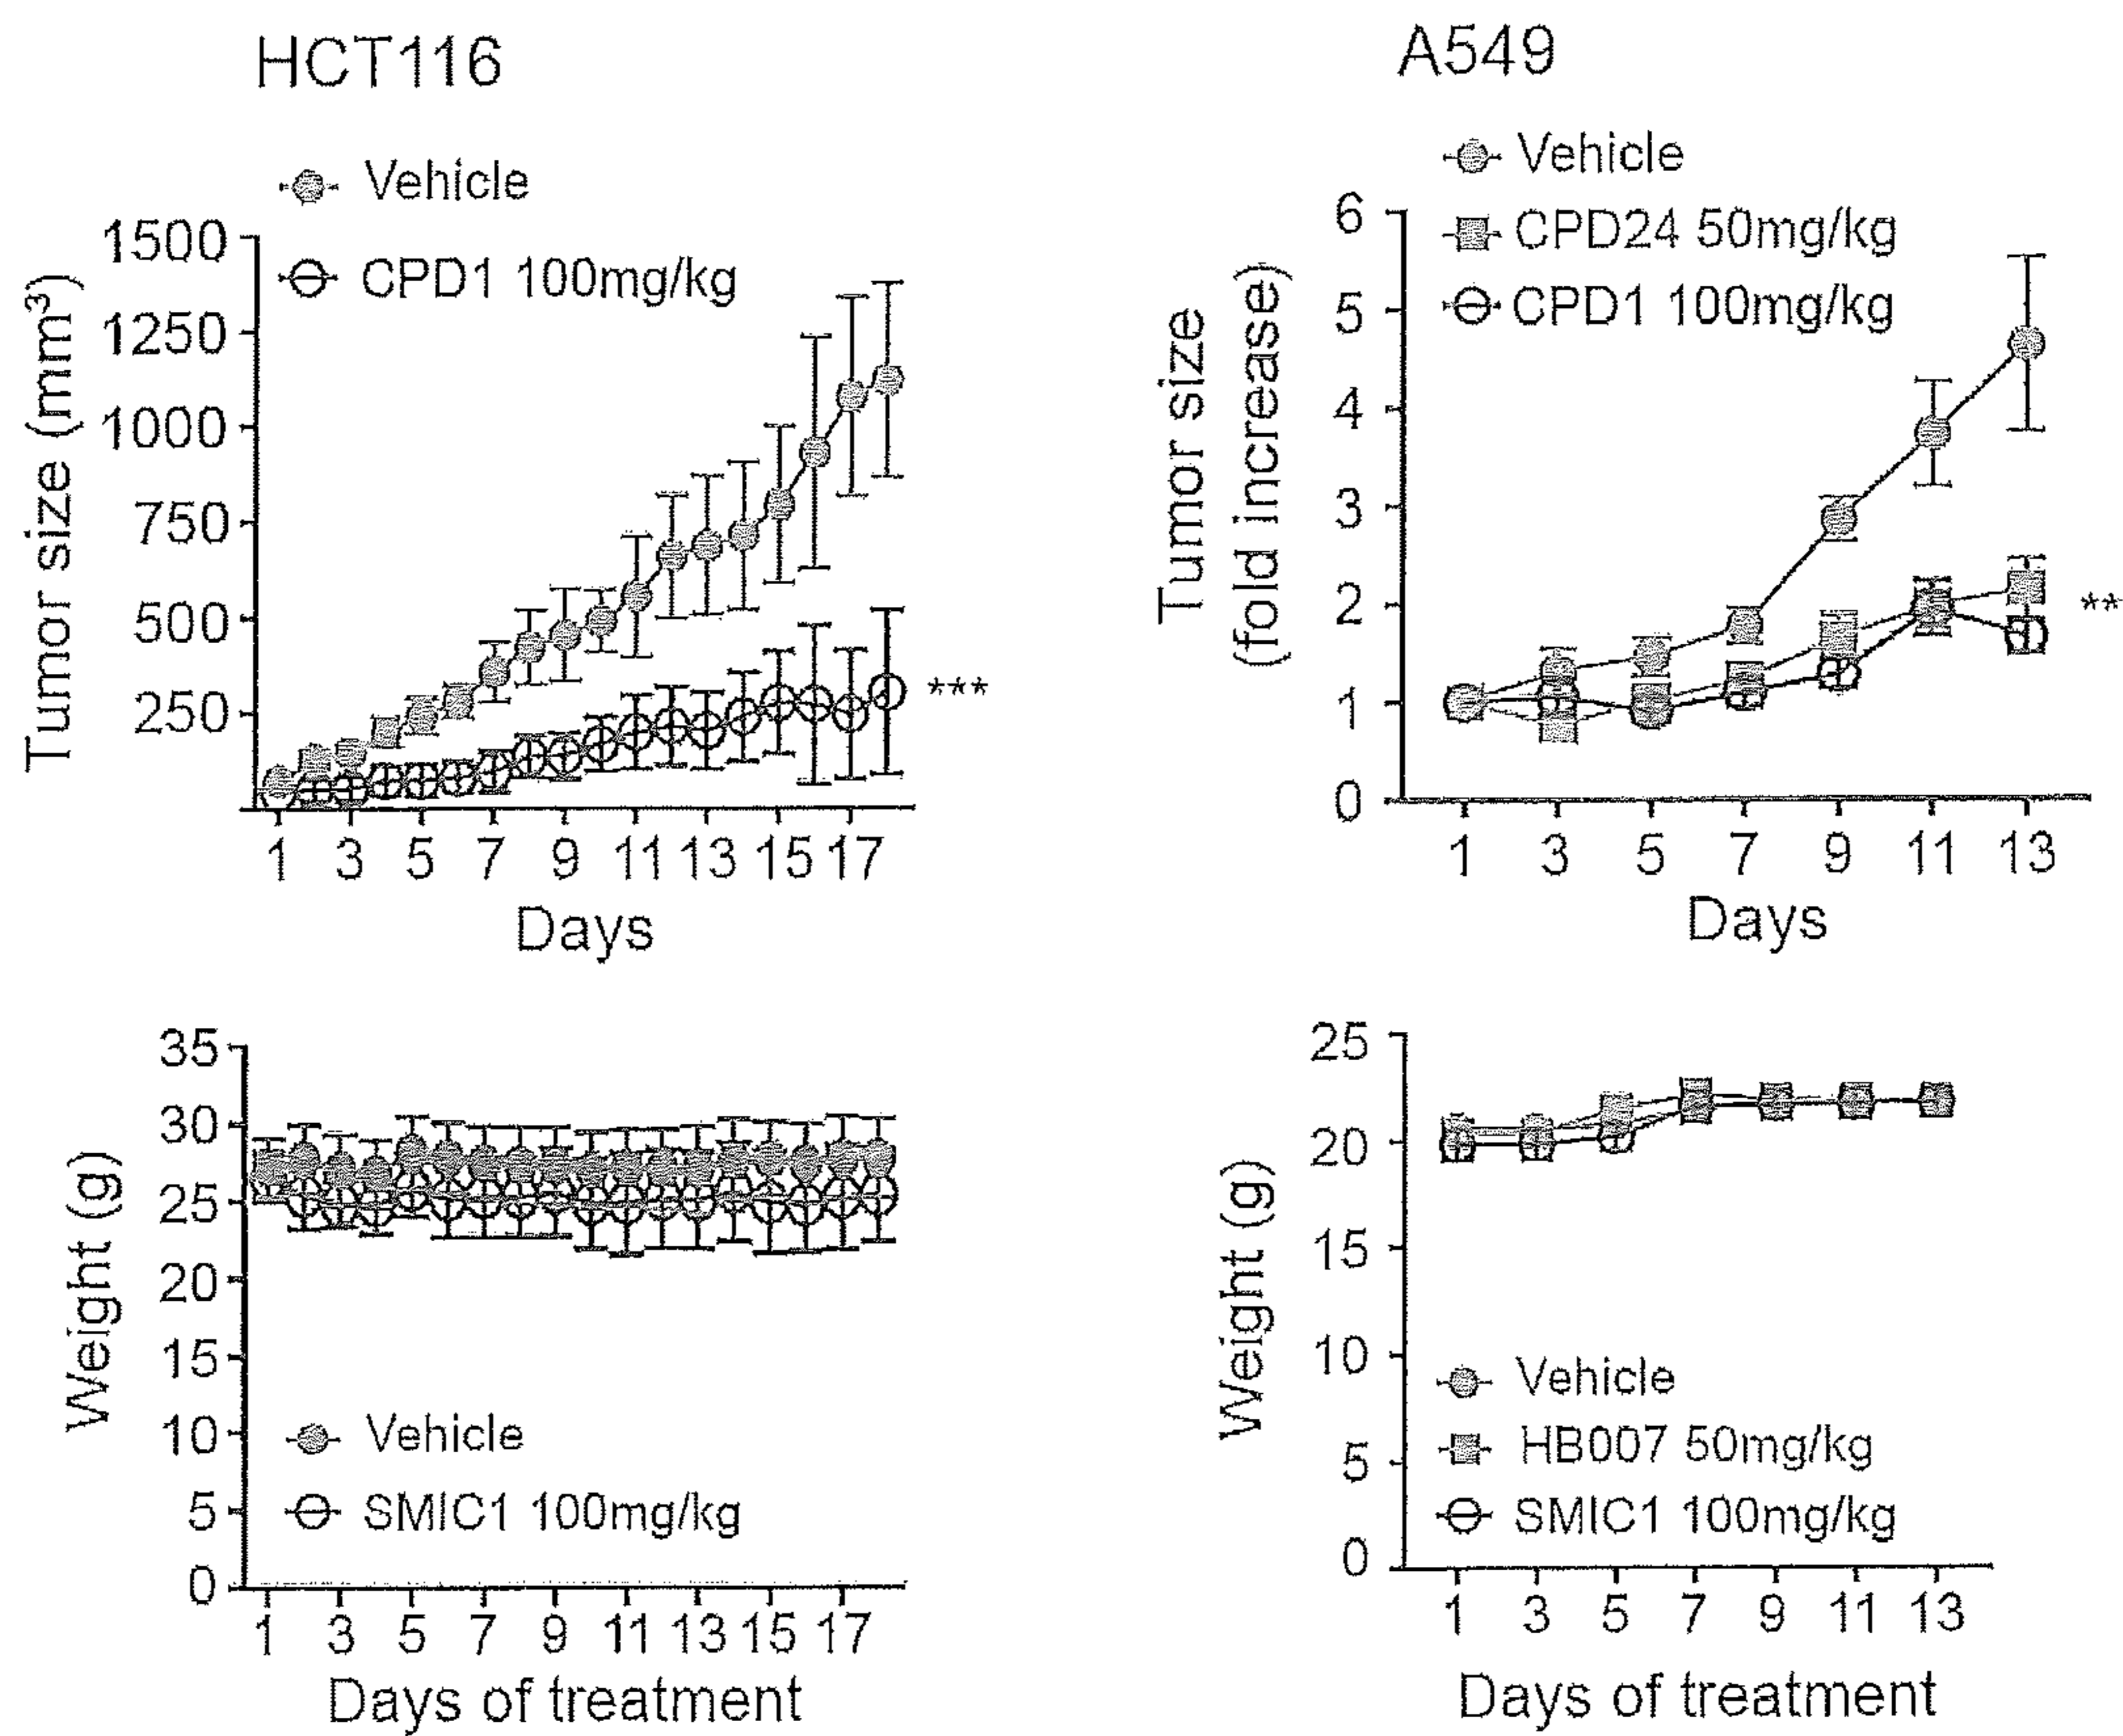 HCT116
Vehicle
CPD1 100mg/kg
Tumor size (mm³)
1500
1250
1000
750
500
250
***
1 3 5 7 9 11 13 15 17
Days
A549
Vehicle
CPD24 50mg/kg
CPD1 100mg/kg
Tumor size
(fold increase)
6
5
4
3
2
1
0
**
1 3 5 7 9 11 13
Days
Weight (g)
35
30
25
20
15
10
5
0
Vehicle
SMIC1 100mg/kg
1 3 5 7 9 11 13 15 17
Days of treatment
Weight (g)
25
20
15
10
5
0
Vehicle
HB007 50mg/kg
SMIC1 100mg/kg
1 3 5 7 9 11 13
Days of treatment